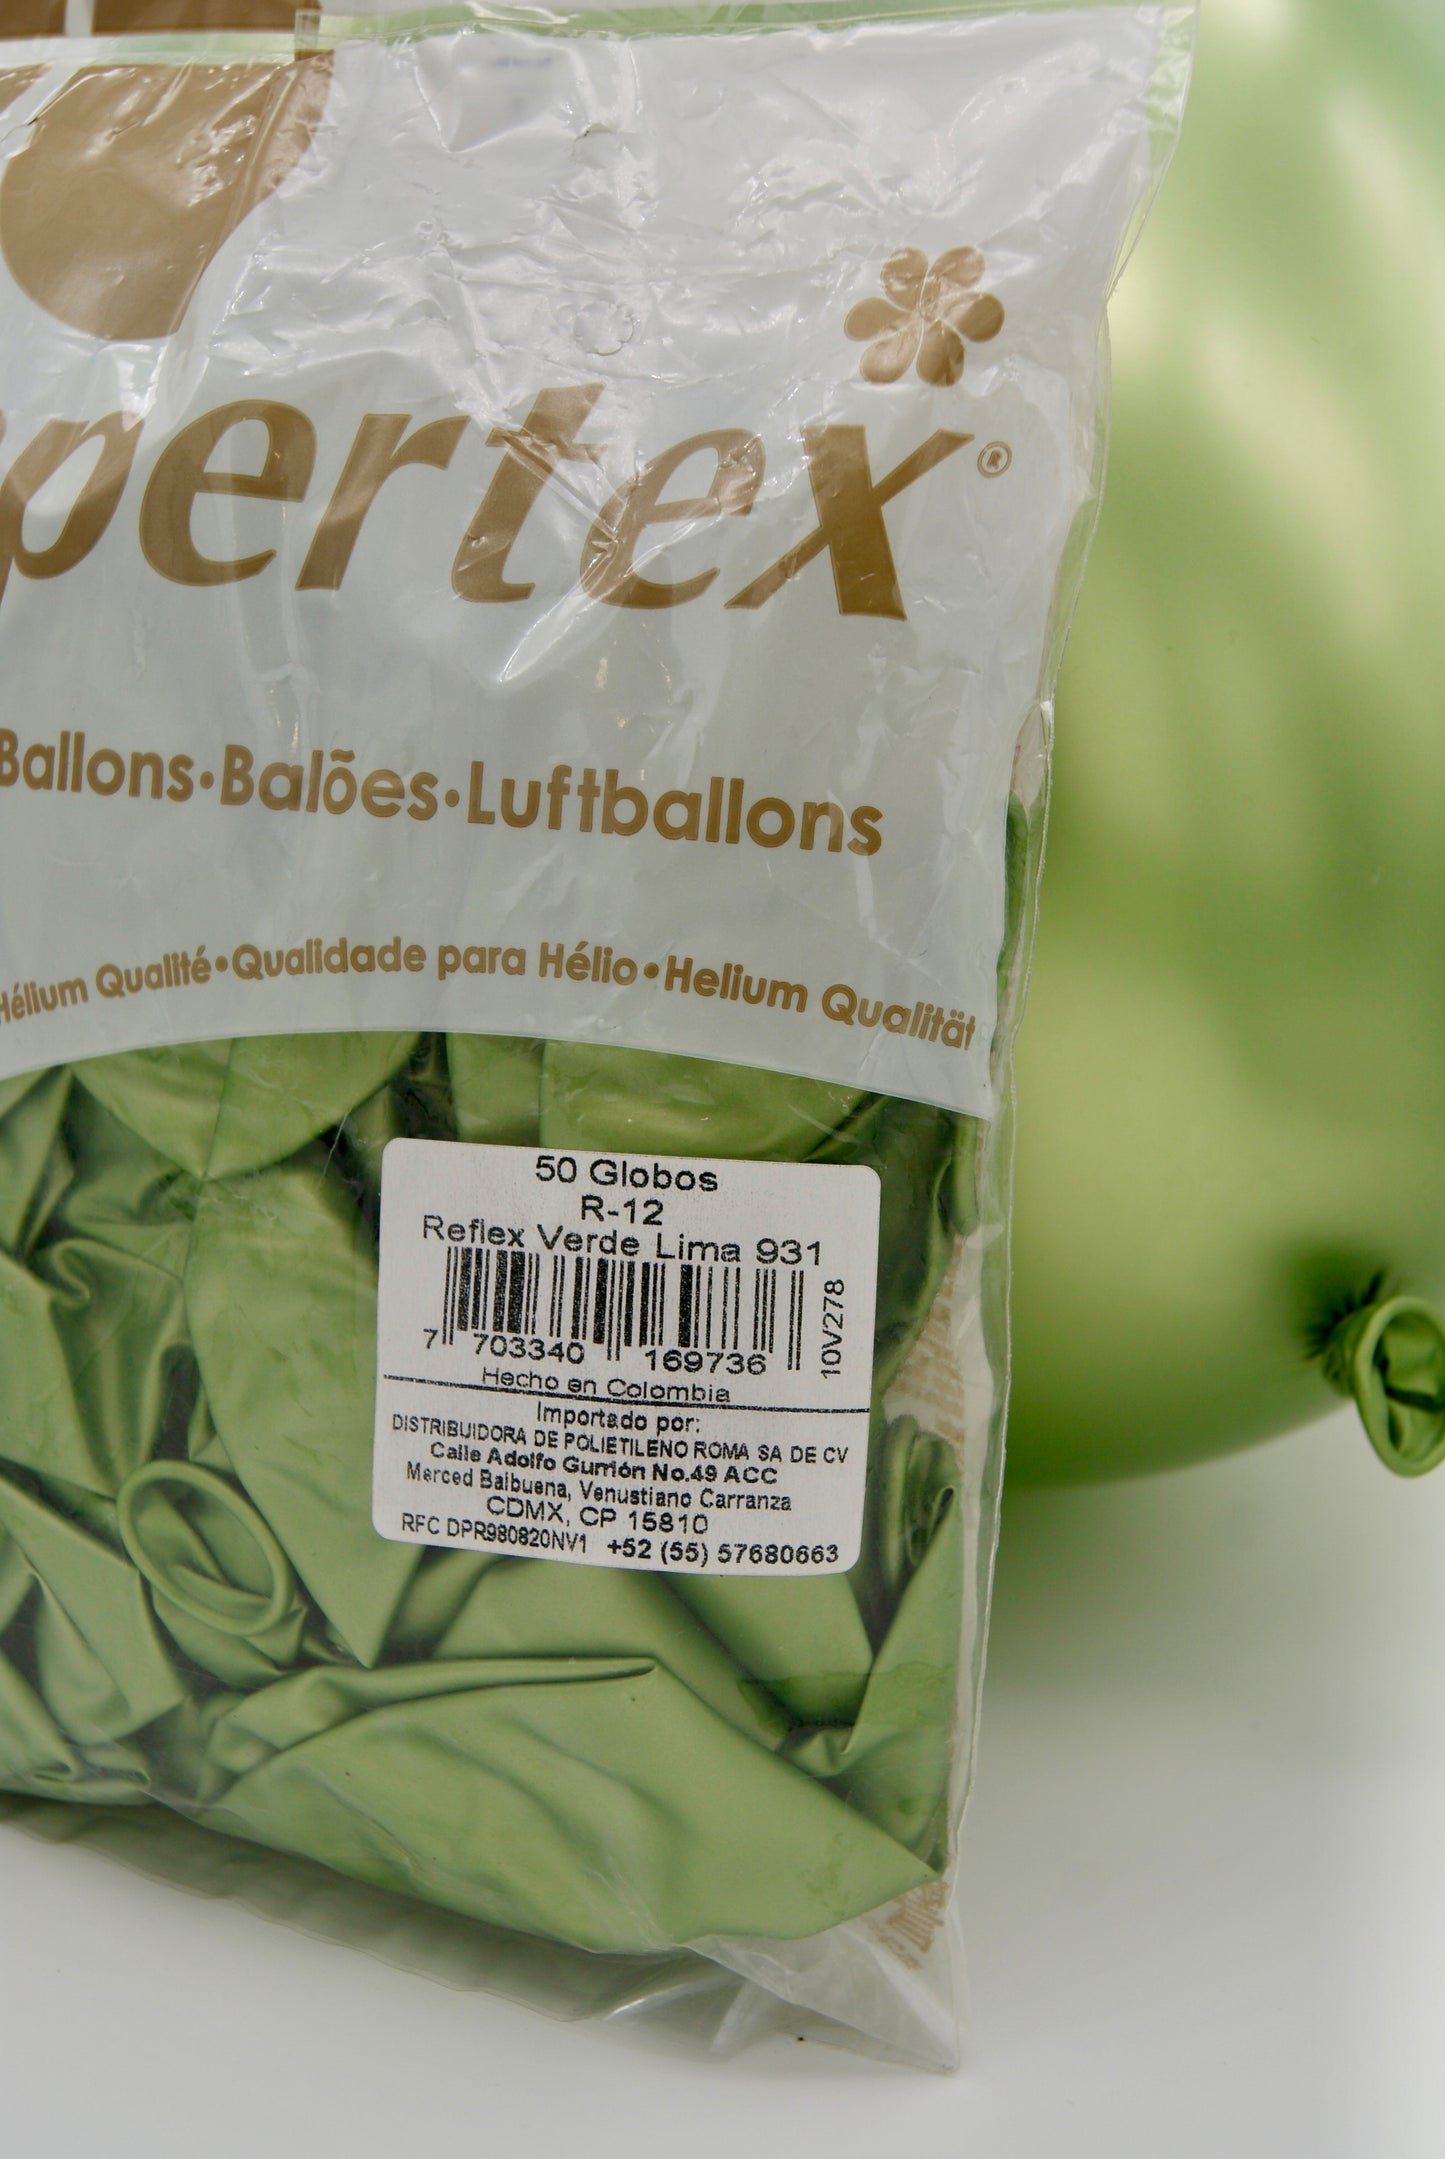 pertex®
Ballons•Balões•Luftballons
Hélium Qualité•Qualidade para Hélio•Helium Qualität
50 Globos
R-12
Reflex Verde Lima 931
7 703340 169736
10V278
Hecho en Colombia
Importado por:
DISTRIBUIDORA DE POLIETILENO ROMA SA DE CV
Calle Adolfo Gurrión No.49 ACC
Merced Balbuena, Venustiano Carranza
CDMX, CP 15810
RFC DPR980820NV1 +52 (55) 57680663